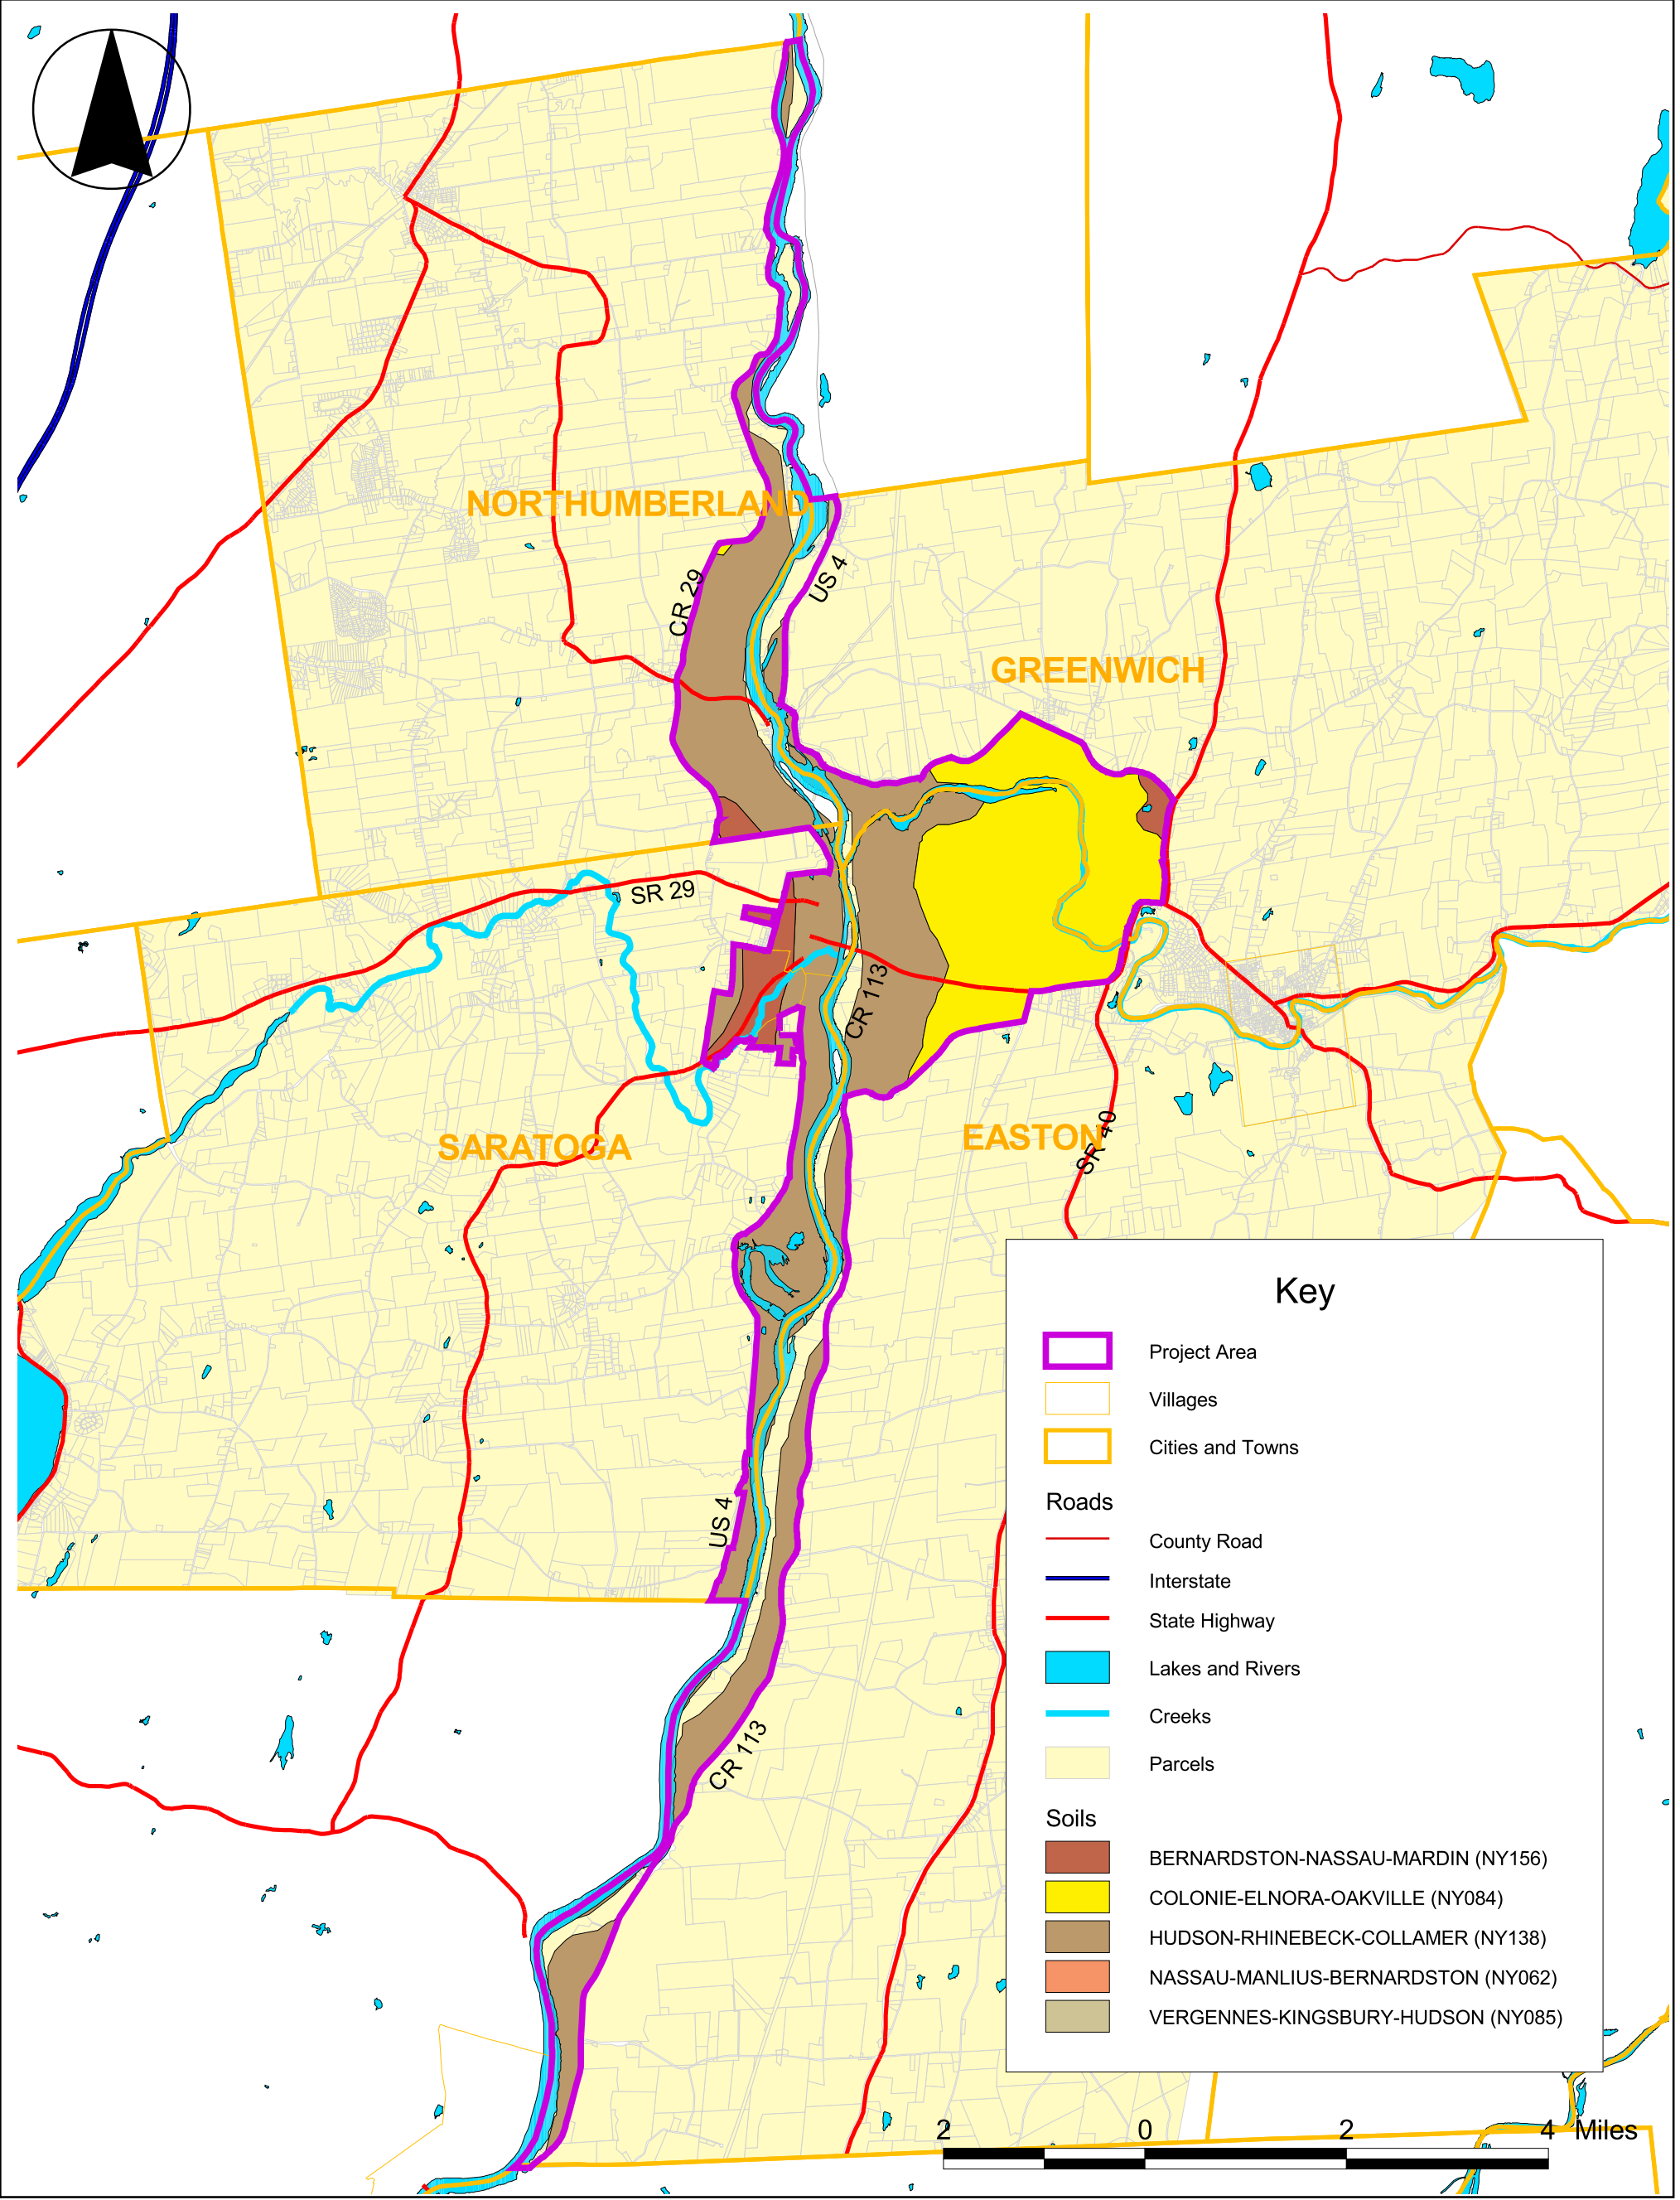 NORTHUMBERLAND
CR 29
US 4
GREENWICH
SR 29
CR 113
SARATOGA
EASTON
SR 40
US 4
CR 113
Key
Project Area
Villages
Cities and Towns
Roads
County Road
Interstate
State Highway
Lakes and Rivers
Creeks
Parcels
Soils
BERNARDSTON-NASSAU-MARDIN (NY156)
COLONIE-ELNORA-OAKVILLE (NY084)
HUDSON-RHINEBECK-COLLAMER (NY138)
NASSAU-MANLIUS-BERNARDSTON (NY062)
VERGENNES-KINGSBURY-HUDSON (NY085)
2 0 2 4 Miles